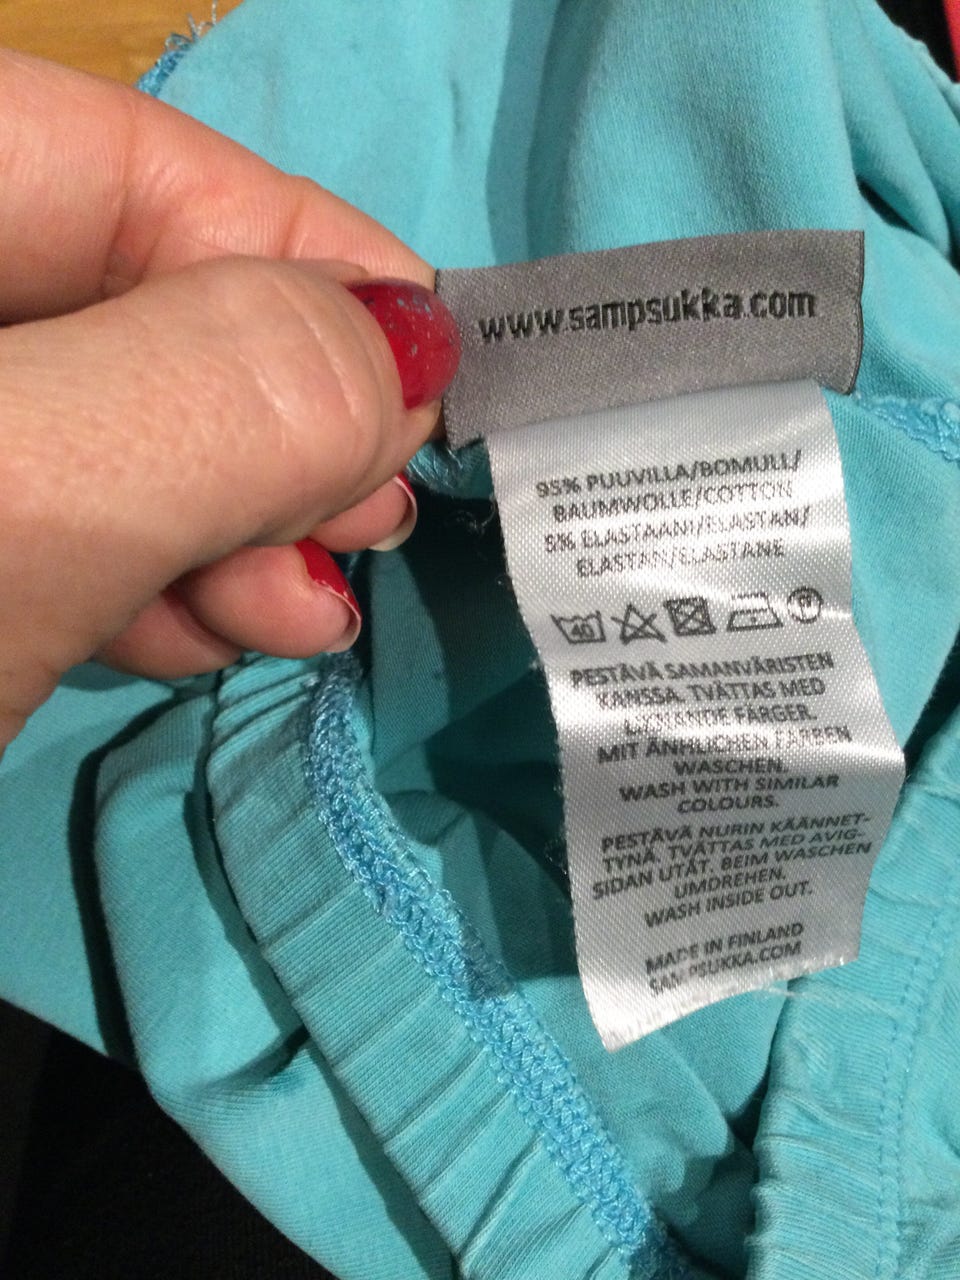 www.sampsukka.com
95% PUUVILLA/BOMULL/
BAUMWOLLE/COTTON
5% ELASTAANI/ELASTAN/
ELASTAN/ELASTANE
40 P
PESTÄVÄ SAMANVÄRISTEN
KANSSA. TVÄTTAS MED
LIKNANDE FÄRGER.
MIT ÄNHLICHEN FARBEN
WASCHEN.
WASH WITH SIMILAR
COLOURS.
PESTÄVÄ NURIN KÄÄNNET-
TYNÄ. TVÄTTAS MED AVIG-
SIDAN UTÅT. BEIM WASCHEN
UMDREHEN.
WASH INSIDE OUT.
MADE IN FINLAND
SAMPSUKKA.COM